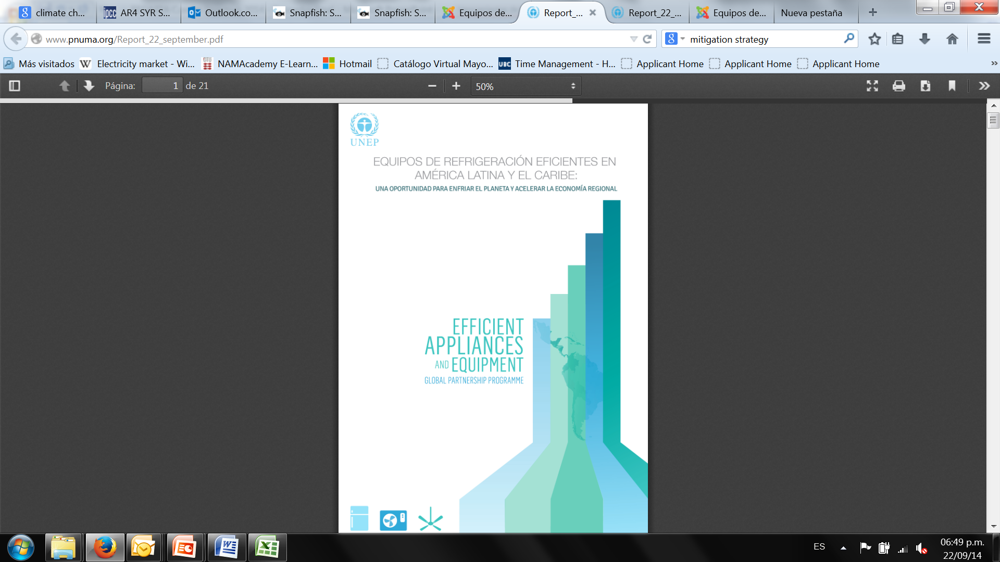 climate ch...
AR4 SYR S...
Outlook.co...
Snapfish: S...
Snapfish: S...
Equipos de...
Report_...
Report_22_...
Equipos de...
Nueva pestaña
www.pnuma.org/Report_22_september.pdf
mitigation strategy
Más visitados
Electricity market - Wi...
NAMAcademy E-Learn...
Hotmail
Catálogo Virtual Mayo...
UBC
Time Management - H...
Applicant Home
Applicant Home
Applicant Home
Página: 1 de 21
50%
UNEP
EQUIPOS DE REFRIGERACIÓN EFICIENTES EN
AMÉRICA LATINA Y EL CARIBE:
UNA OPORTUNIDAD PARA ENFRIAR EL PLANETA Y ACELERAR LA ECONOMÍA REGIONAL
EFFICIENT
APPLIANCES
AND EQUIPMENT
GLOBAL PARTNERSHIP PROGRAMME
ES
06:49 p.m.
22/09/14